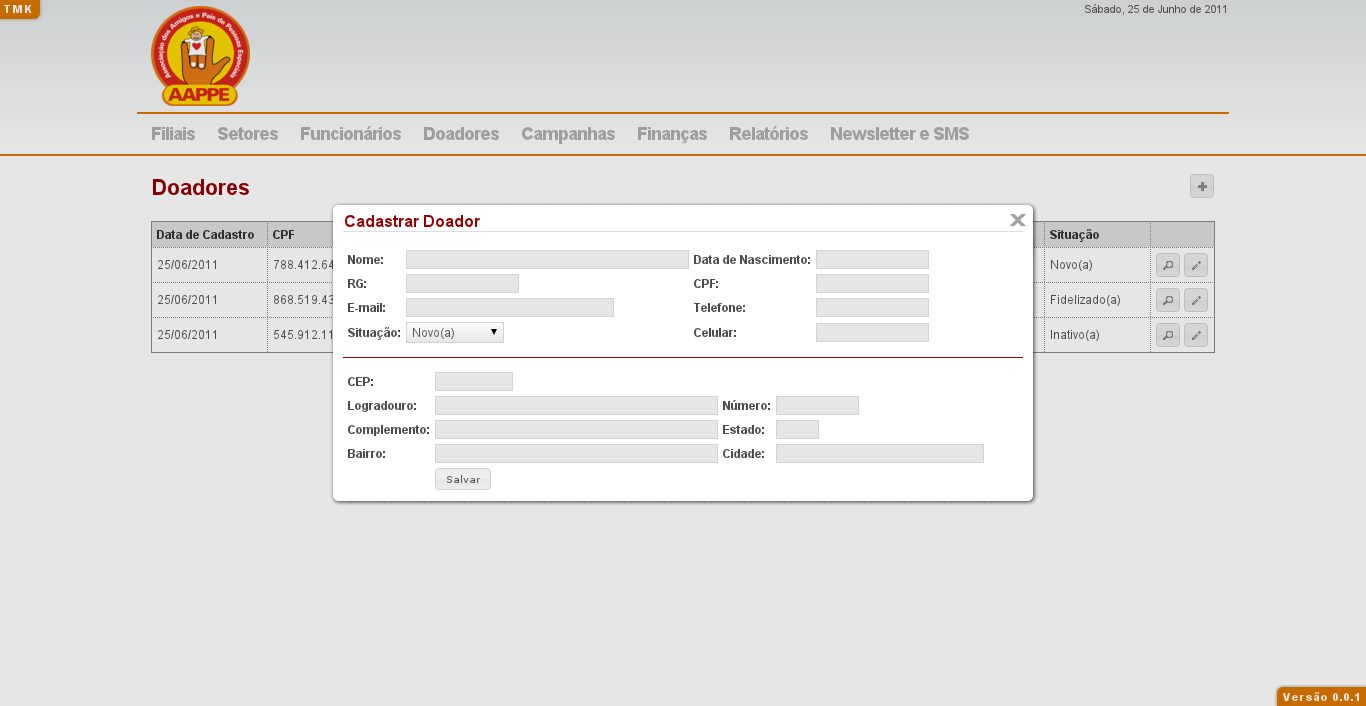 TMK
Sábado, 25 de Junho de 2011
Associação dos Amigos e Pais de Pessoas Especiais
AAPPE
Filiais Setores Funcionários Doadores Campanhas Finanças Relatórios Newsletter e SMS
Doadores
Data de Cadastro CPF Situação
25/06/2011 788.412.64 Novo(a)
25/06/2011 868.519.43 Fidelizado(a)
25/06/2011 545.912.11 Inativo(a)
Cadastrar Doador
Nome: Data de Nascimento:
RG: CPF:
E-mail: Telefone:
Situação: Novo(a) Celular:
CEP:
Logradouro: Número:
Complemento: Estado:
Bairro: Cidade:
Salvar
Versão 0.0.1